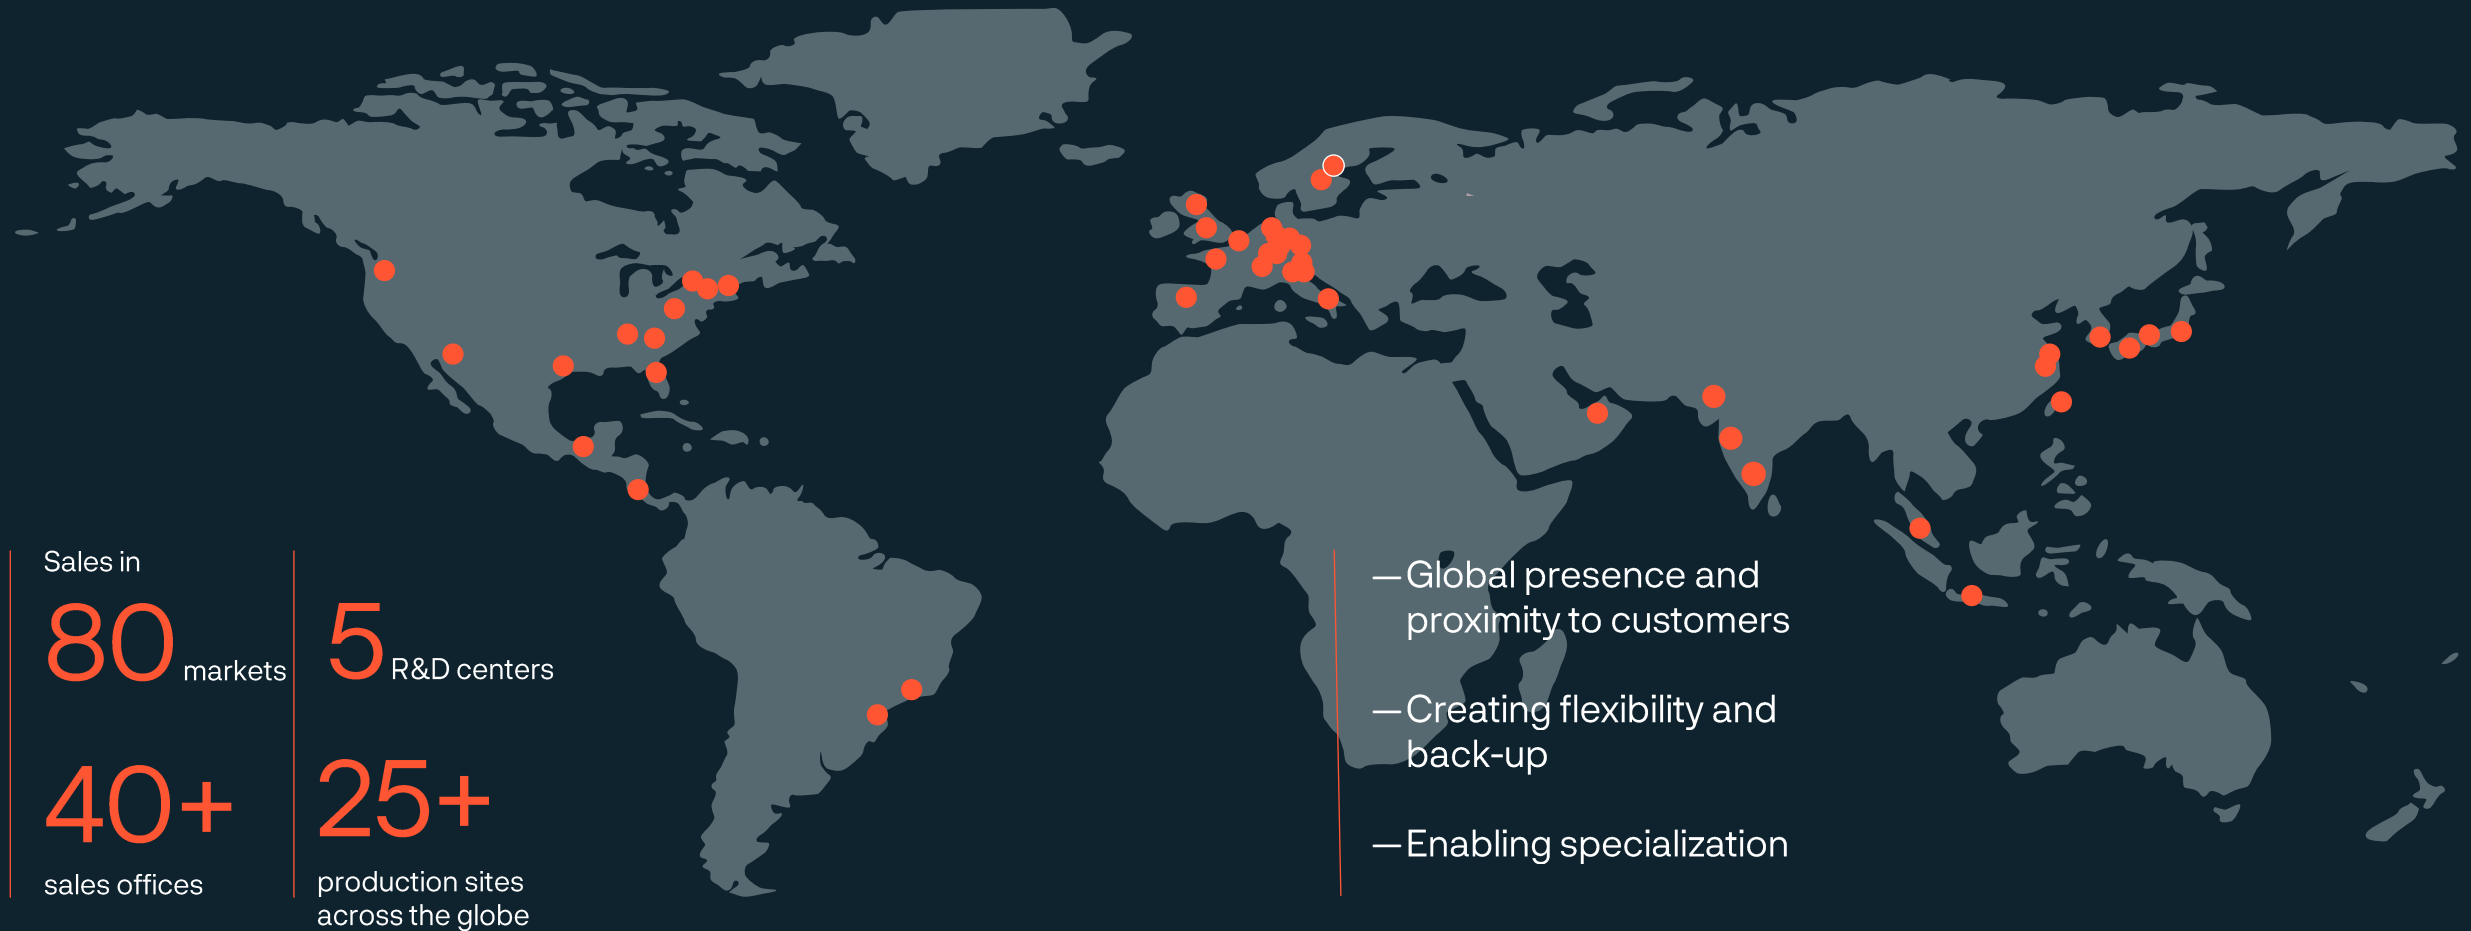 Sales in
80 markets
5 R&D centers
40+
sales offices
25+
production sites
across the globe
—Global presence and
proximity to customers
—Creating flexibility and
back-up
—Enabling specialization